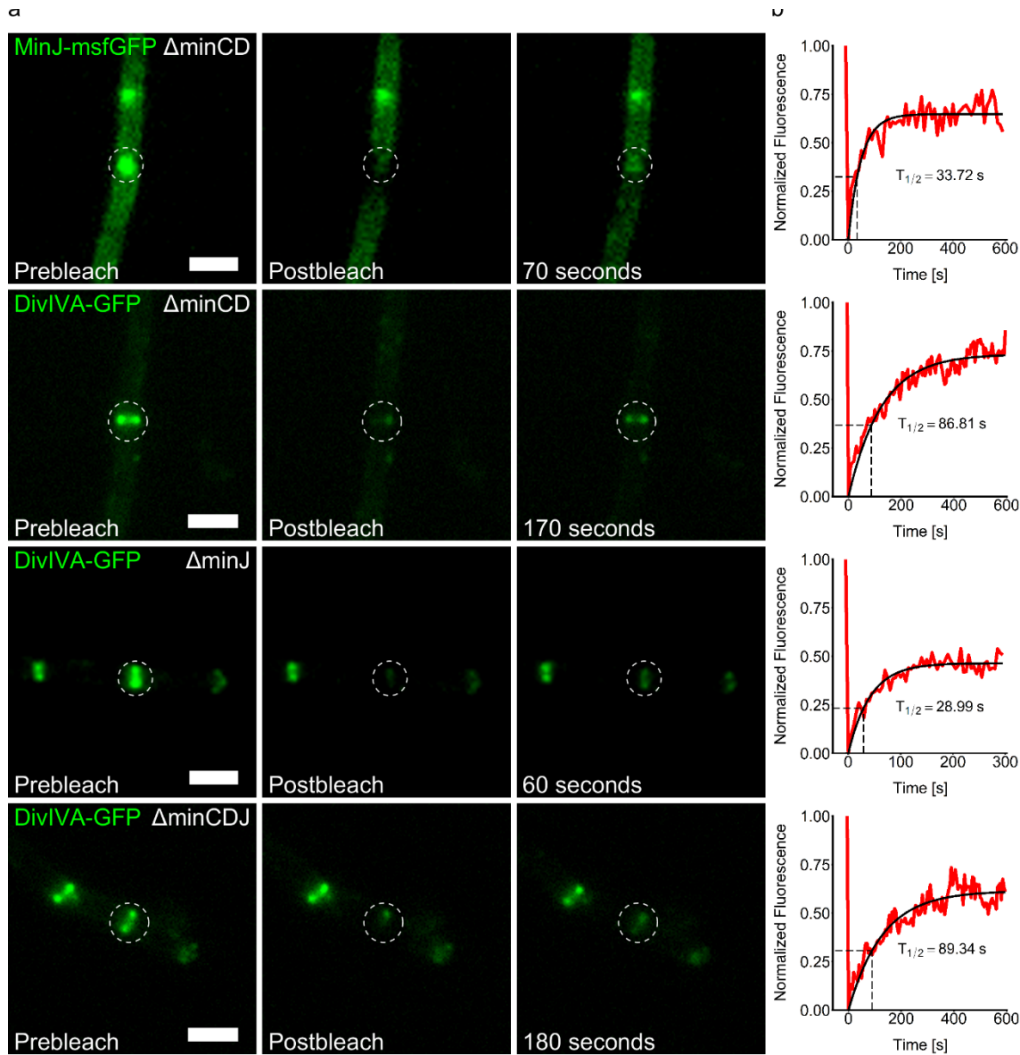 a
b
MinJ-msfGFP ΔminCD
Prebleach
Postbleach
70 seconds
1.00
0.75
0.50
0.25
0.00
Normalized Fluorescence
T1/2 = 33.72 s
0 200 400 600
Time [s]
DivIVA-GFP ΔminCD
Prebleach
Postbleach
170 seconds
1.00
0.75
0.50
0.25
0.00
Normalized Fluorescence
T1/2 = 86.81 s
0 200 400 600
Time [s]
DivIVA-GFP ΔminJ
Prebleach
Postbleach
60 seconds
1.00
0.75
0.50
0.25
0.00
Normalized Fluorescence
T1/2 = 28.99 s
0 100 200 300
Time [s]
DivIVA-GFP ΔminCDJ
Prebleach
Postbleach
180 seconds
1.00
0.75
0.50
0.25
0.00
Normalized Fluorescence
T1/2 = 89.34 s
0 200 400 600
Time [s]